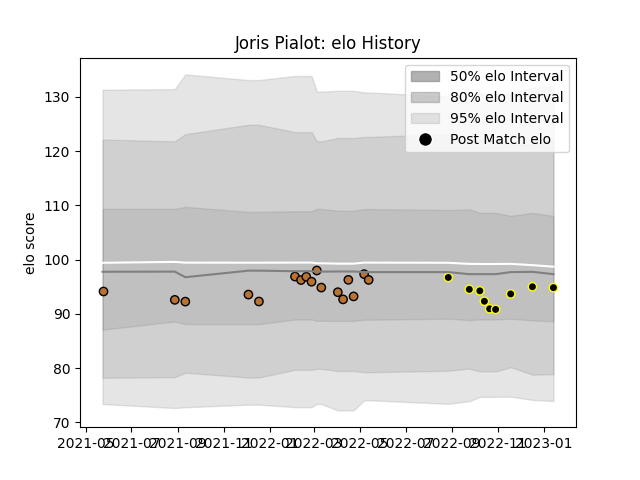 Joris Pialot: elo History
50% elo Interval
80% elo Interval
95% elo Interval
Post Match elo
elo score
130
120
110
100
90
80
70
2021-05 2021-07 2021-09 2021-11 2022-01 2022-03 2022-05 2022-07 2022-09 2022-11 2023-01